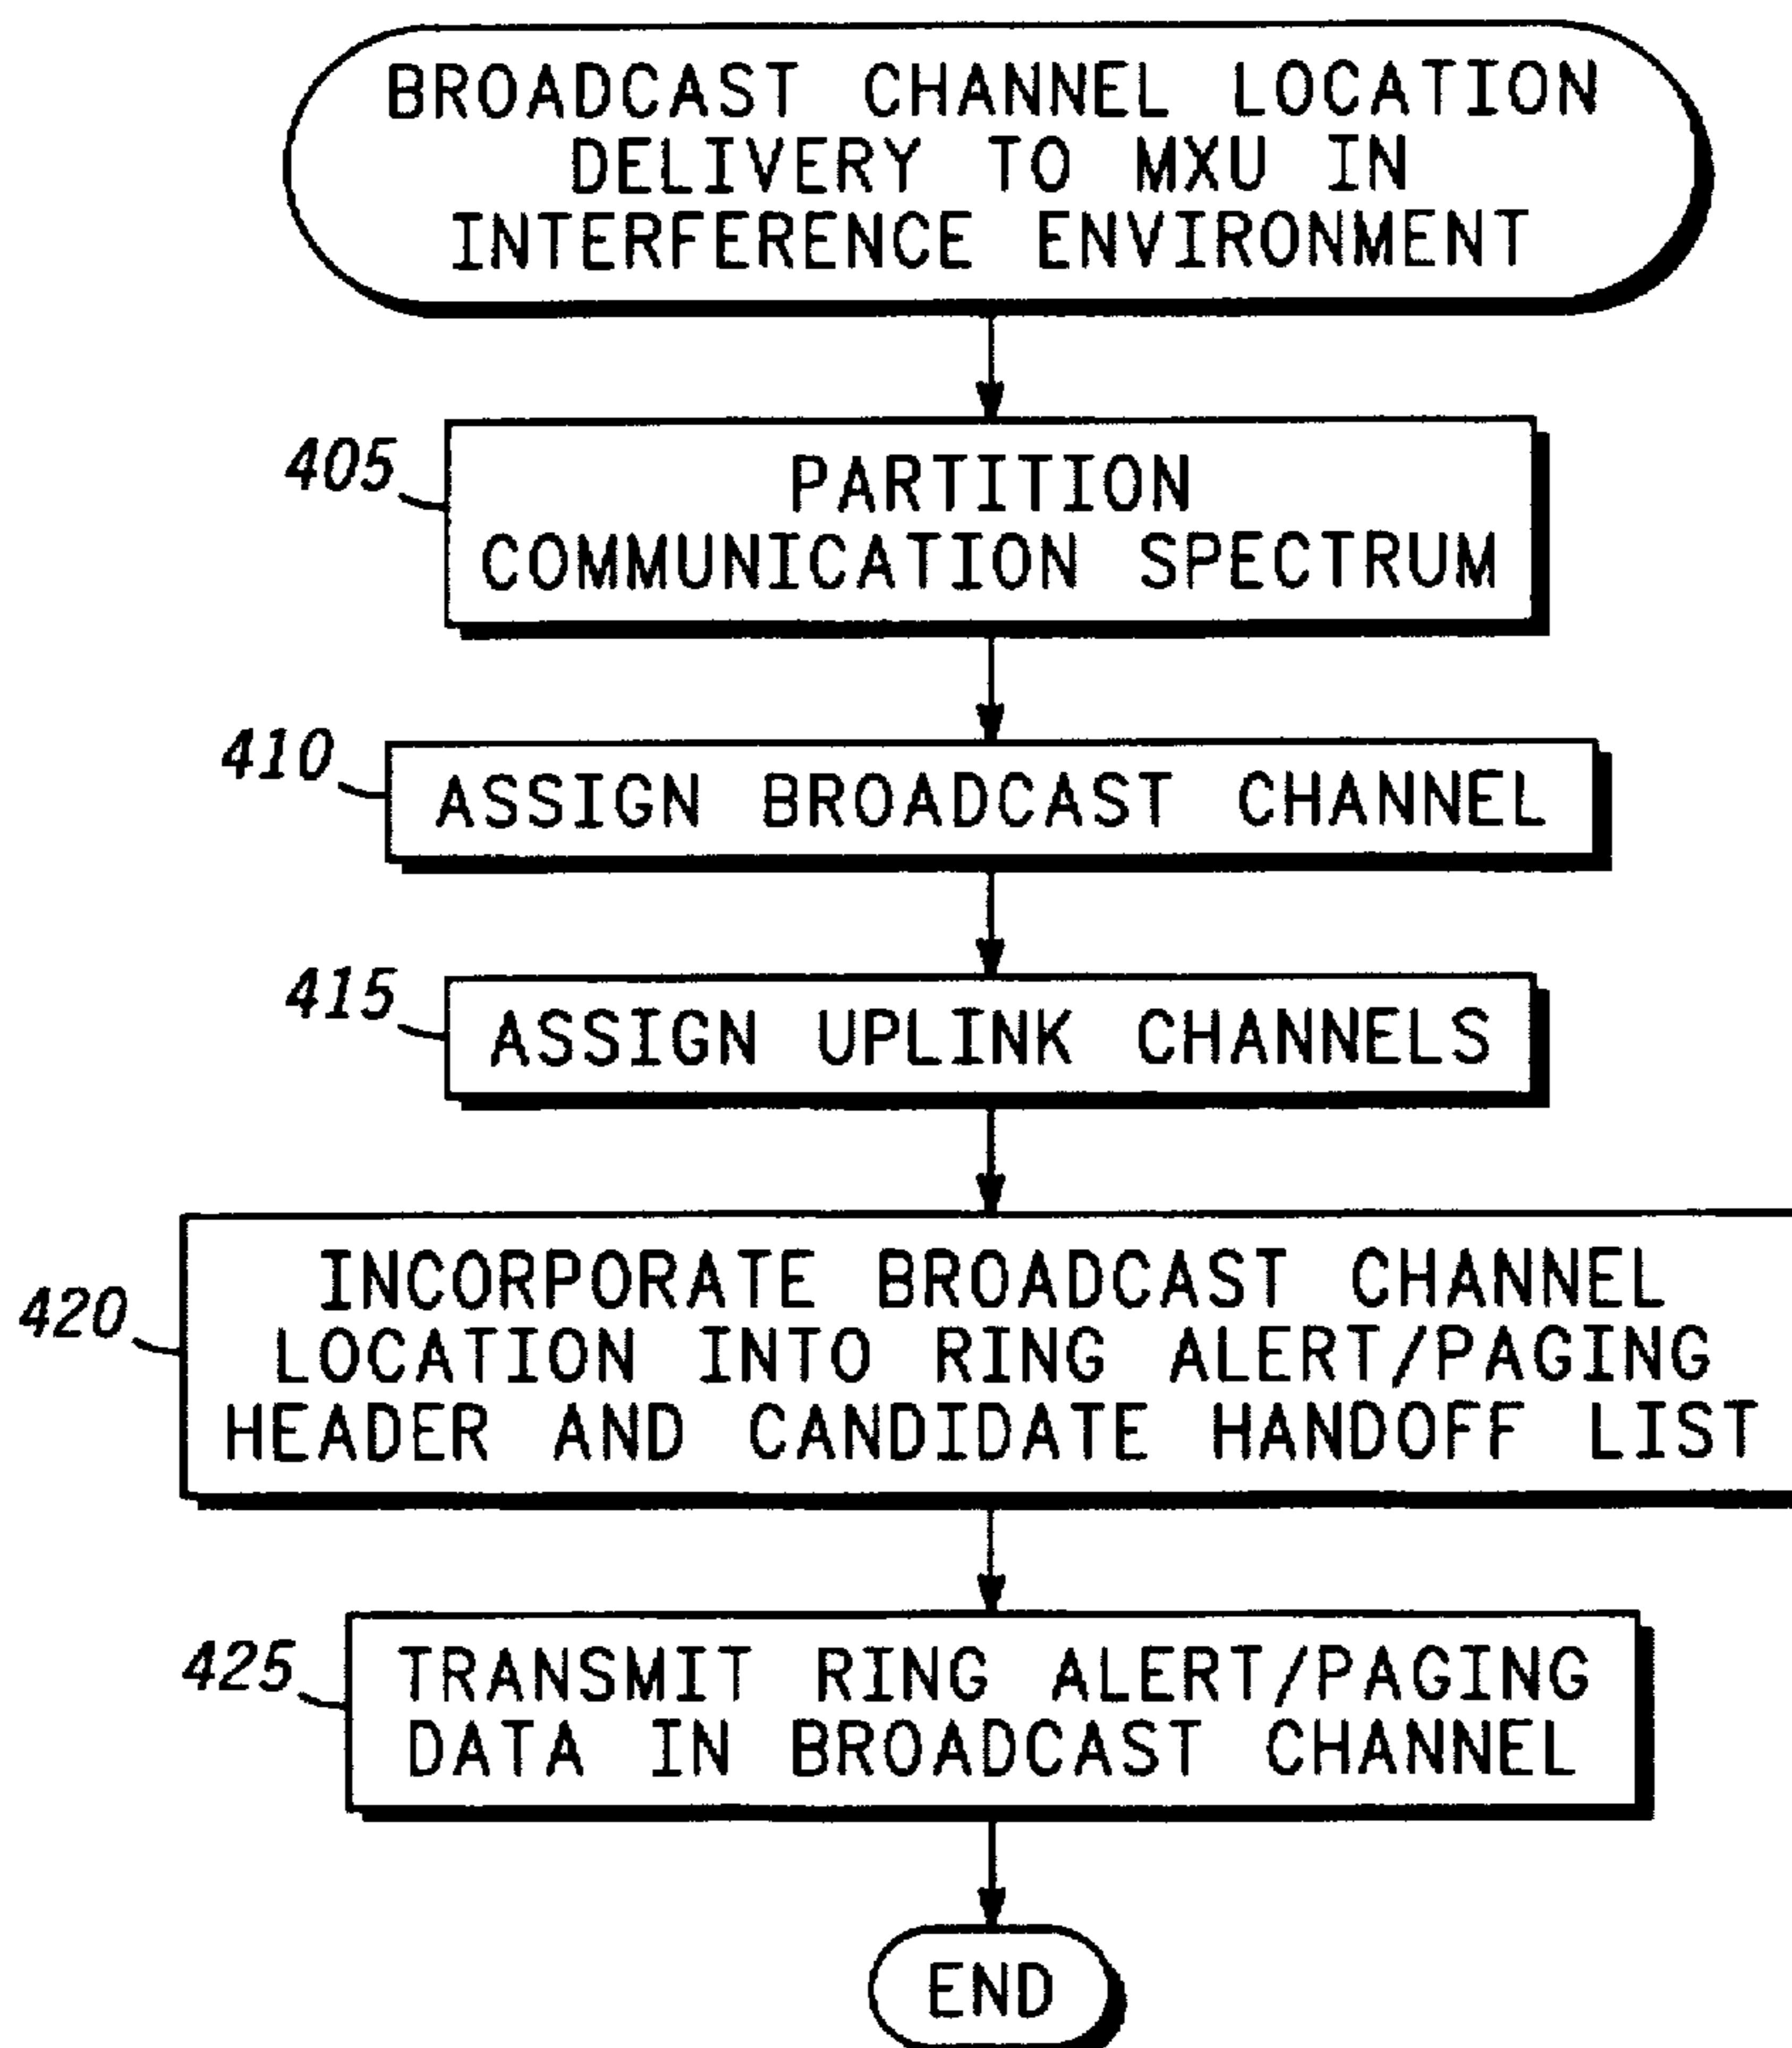 BROADCAST CHANNEL LOCATION
DELIVERY TO MXU IN
INTERFERENCE ENVIRONMENT
405
PARTITION
COMMUNICATION SPECTRUM
410
ASSIGN BROADCAST CHANNEL
415
ASSIGN UPLINK CHANNELS
420
INCORPORATE BROADCAST CHANNEL
LOCATION INTO RING ALERT/PAGING
HEADER AND CANDIDATE HANDOFF LIST
425
TRANSMIT RING ALERT/PAGING
DATA IN BROADCAST CHANNEL
END